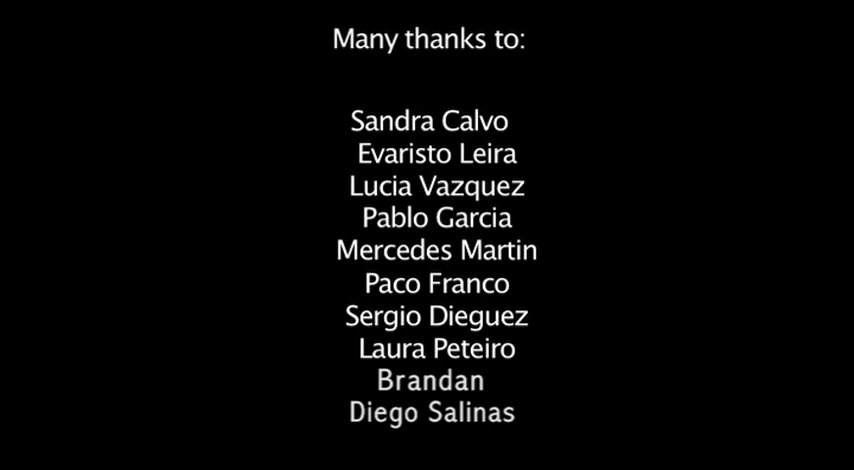 Many thanks to:
Sandra Calvo
Evaristo Leira
Lucia Vazquez
Pablo Garcia
Mercedes Martin
Paco Franco
Sergio Dieguez
Laura Peteiro
Brandan
Diego Salinas